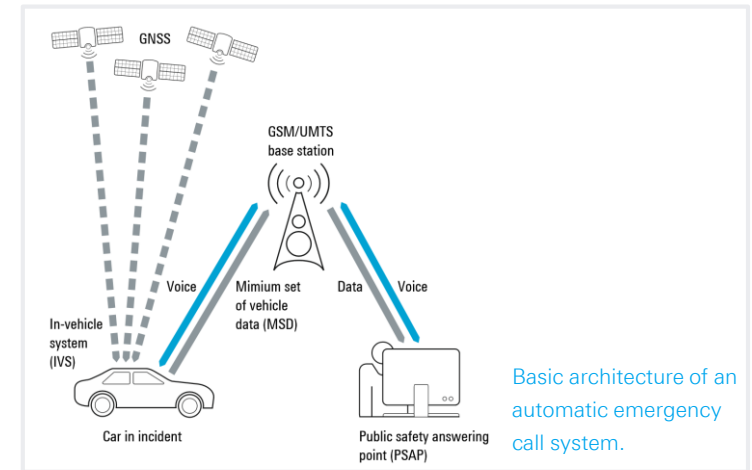 GNSS
GSM/UMTS
base station
Voice
Mimium set
of vehicle
data (MSD)
Data
Voice
In-vehicle
system
(IVS)
Car in incident
Public safety answering
point (PSAP)
Basic architecture of an
automatic emergency
call system.